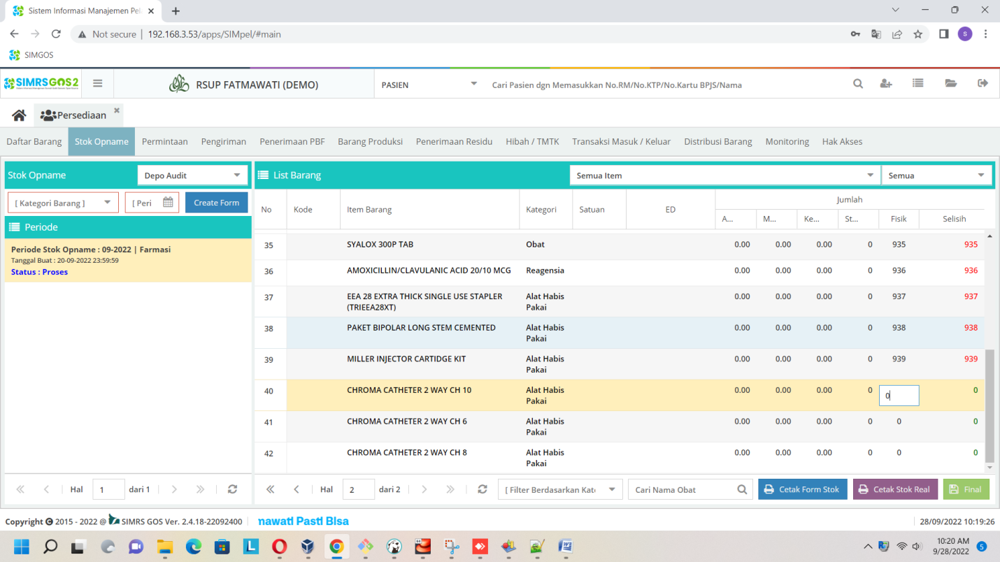 Sistem Informasi Manajemen Pel
Not secure | 192.168.3.53/apps/SIMpel/#main
S
SIMGOS
SIMRSGOS2
RSUP FATMAWATI (DEMO)
PASIEN
Cari Pasien dgn Memasukkan No.RM/No.KTP/No.Kartu BPJS/Nama
Persediaan
Daftar Barang Stok Opname Permintaan Pengiriman Penerimaan PBF Barang Produksi Penerimaan Residu Hibah / TMTK Transaksi Masuk / Keluar Distribusi Barang Monitoring Hak Akses
Stok Opname Depo Audit
[ Kategori Barang ] [ Peri Create Form
Periode
Periode Stok Opname : 09-2022 | Farmasi
Tanggal Buat : 20-09-2022 23:59:59
Status : Proses
List Barang Semua Item Semua
No Kode Item Barang Kategori Satuan ED Jumlah
A... M... Ke... St... Fisik Selisih
35 SYALOX 300P TAB Obat 0.00 0.00 0.00 0 935 935
36 AMOXICILLIN/CLAVULANIC ACID 20/10 MCG Reagensia 0.00 0.00 0.00 0 936 936
37 EEA 28 EXTRA THICK SINGLE USE STAPLER (TRIEEA28XT) Alat Habis Pakai 0.00 0.00 0.00 0 937 937
38 PAKET BIPOLAR LONG STEM CEMENTED Alat Habis Pakai 0.00 0.00 0.00 0 938 938
39 MILLER INJECTOR CARTIDGE KIT Alat Habis Pakai 0.00 0.00 0.00 0 939 939
40 CHROMA CATHETER 2 WAY CH 10 Alat Habis Pakai 0.00 0.00 0.00 0 0 0
41 CHROMA CATHETER 2 WAY CH 6 Alat Habis Pakai 0.00 0.00 0.00 0 0 0
42 CHROMA CATHETER 2 WAY CH 8 Alat Habis Pakai 0.00 0.00 0.00 0 0 0
Hal 1 dari 1
Hal 2 dari 2 [ Filter Berdasarkan Kate Cari Nama Obat Cetak Form Stok Cetak Stok Real Final
Copyright @ 2015 - 2022 @ SIMRS GOS Ver. 2.4.18-22092400
mawati Pasti Bisa
28/09/2022 10:19:26
10:20 AM
9/28/2022
5